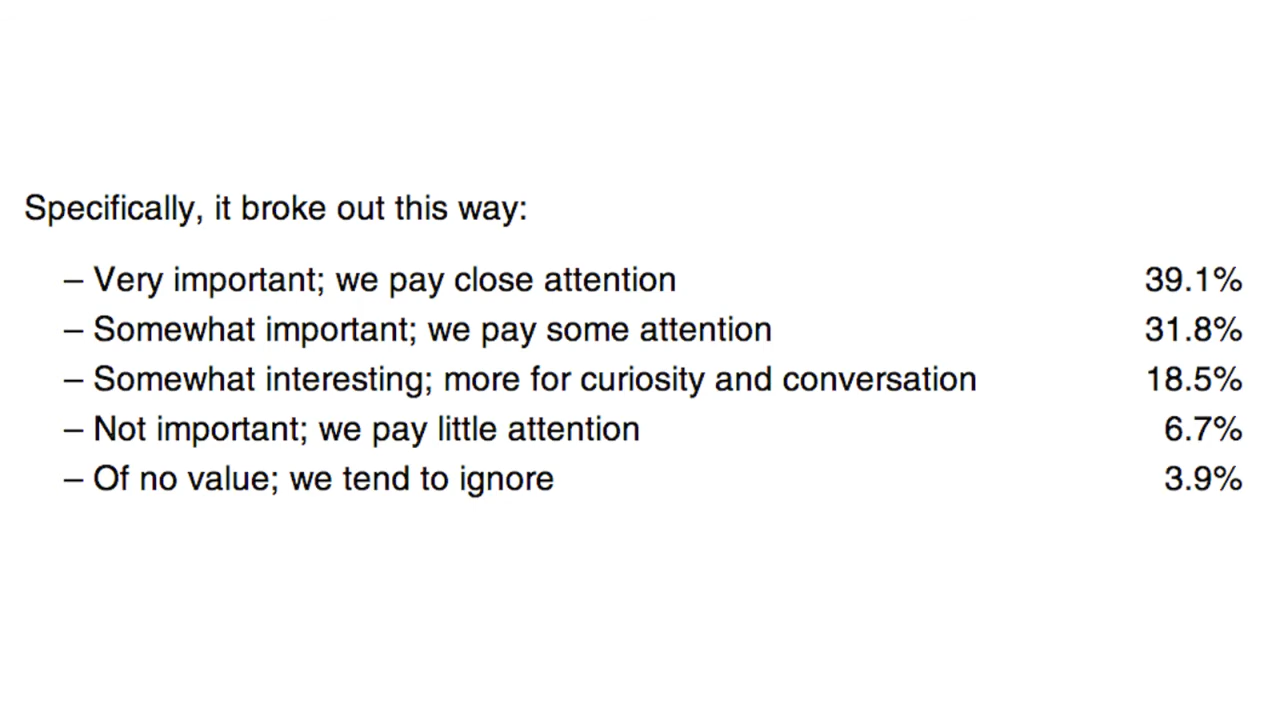 Specifically, it broke out this way:
– Very important; we pay close attention 39.1%
– Somewhat important; we pay some attention 31.8%
– Somewhat interesting; more for curiosity and conversation 18.5%
– Not important; we pay little attention 6.7%
– Of no value; we tend to ignore 3.9%